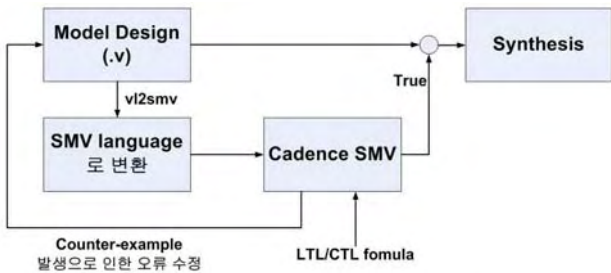 Model Design
(.v)
Synthesis
True
vl2smv
SMV language
로 변환
Cadence SMV
Counter-example
발생으로 인한 오류 수정
LTL/CTL fomula